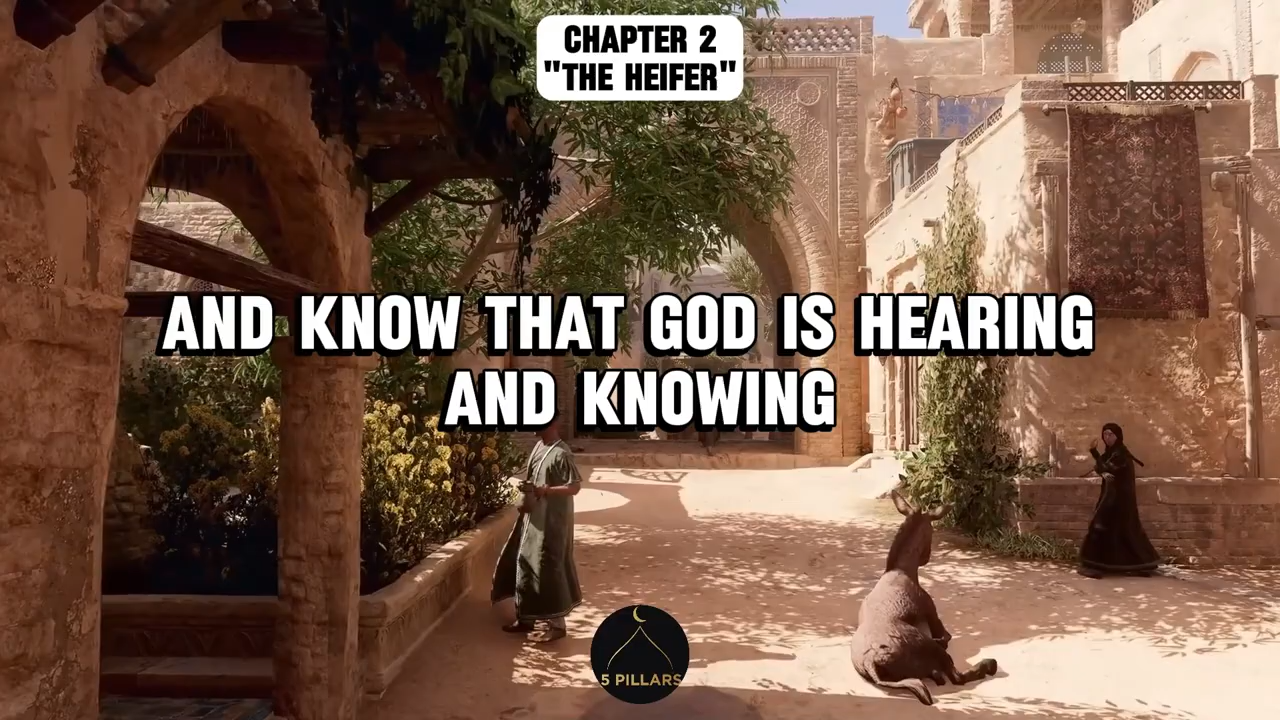 CHAPTER 2
"THE HEIFER"
AND KNOW THAT GOD IS HEARING
AND KNOWING
5 PILLARS